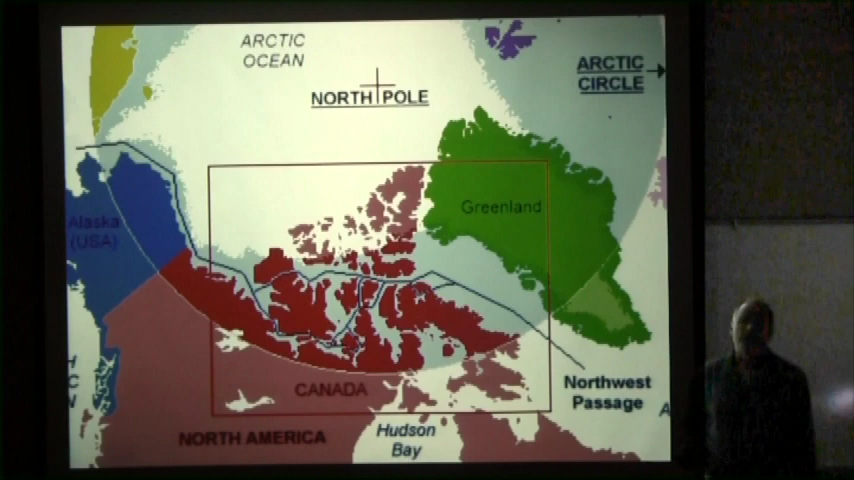 ARCTIC
OCEAN
ARCTIC
CIRCLE
NORTH POLE
Greenland
Alaska
(USA)
CANADA
Northwest
Passage
NORTH AMERICA
Hudson
Bay
H
C
N
A